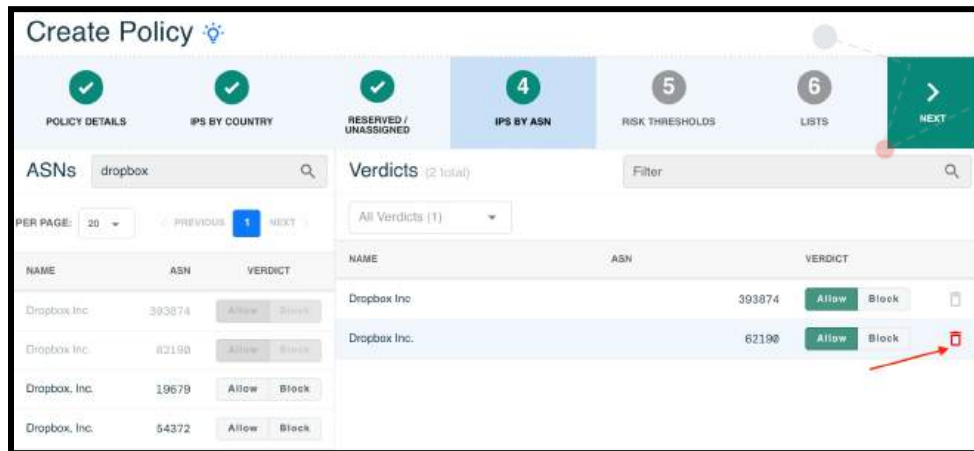 Create Policy
POLICY DETAILS
IPS BY COUNTRY
RESERVED /
UNASSIGNED
4
IPS BY ASN
5
RISK THRESHOLDS
6
LISTS
NEXT
ASNs
dropbox
PER PAGE: 20
PREVIOUS 1 NEXT
NAME ASN VERDICT
Dropbox Inc 393874 Allow Block
Dropbox Inc. 62190 Allow Block
Dropbox, Inc. 19679 Allow Block
Dropbox, Inc. 54372 Allow Block
Verdicts (2 total)
Filter
All Verdicts (1)
NAME ASN VERDICT
Dropbox Inc 393874 Allow Block
Dropbox Inc. 62190 Allow Block